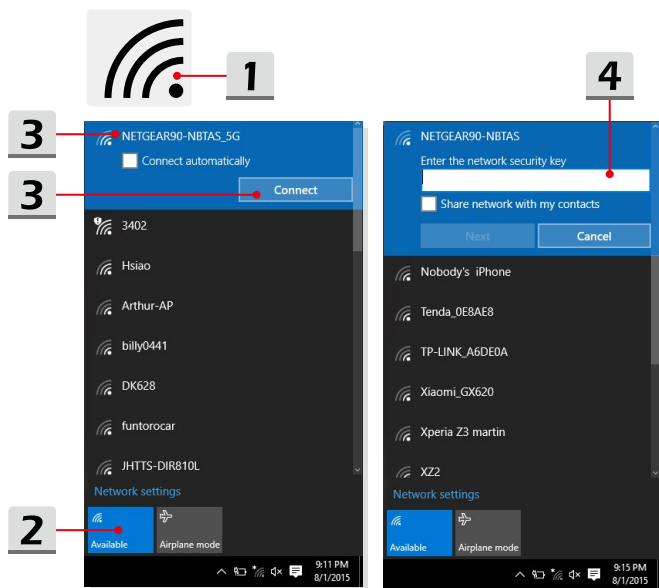 1
4
3
NETGEAR90-NBTAS_5G
Connect automatically
3
Connect
3402
Hsiao
Arthur-AP
billy0441
DK628
funtorocar
JHTTS-DIR810L
Network settings
2
Available
Airplane mode
9:11 PM
8/1/2015
NETGEAR90-NBTAS
Enter the network security key
Share network with my contacts
Next
Cancel
Nobody's iPhone
Tenda_0E8AE8
TP-LINK_A6DE0A
Xiaomi_GX620
Xperia Z3 martin
XZ2
Network settings
Available
Airplane mode
9:15 PM
8/1/2015